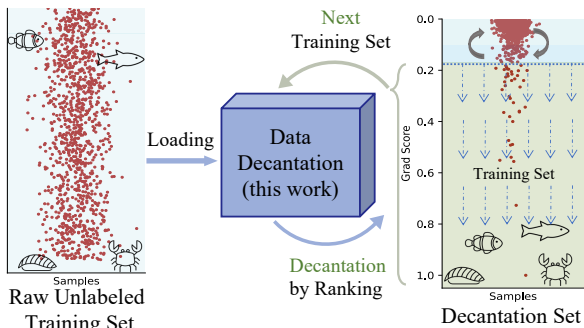 Next
Training Set
Loading
Data
Decantation
(this work)
Decantation
by Ranking
Samples
Raw Unlabeled
Training Set
Grad Score
0.0
0.2
0.4
0.6
0.8
1.0
Training Set
Samples
Decantation Set